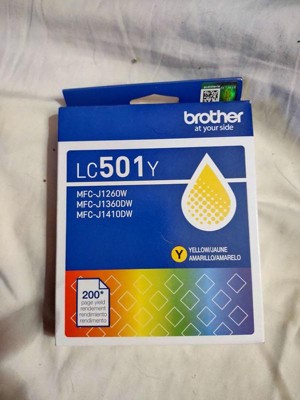 brother
at your side
LC501Y
MFC-J1260W
MFC-J1360DW
MFC-J1410DW
Y
YELLOW/JAUNE
AMARILLO/AMARELO
200*
page yield
rendement
rendimiento
rendimento